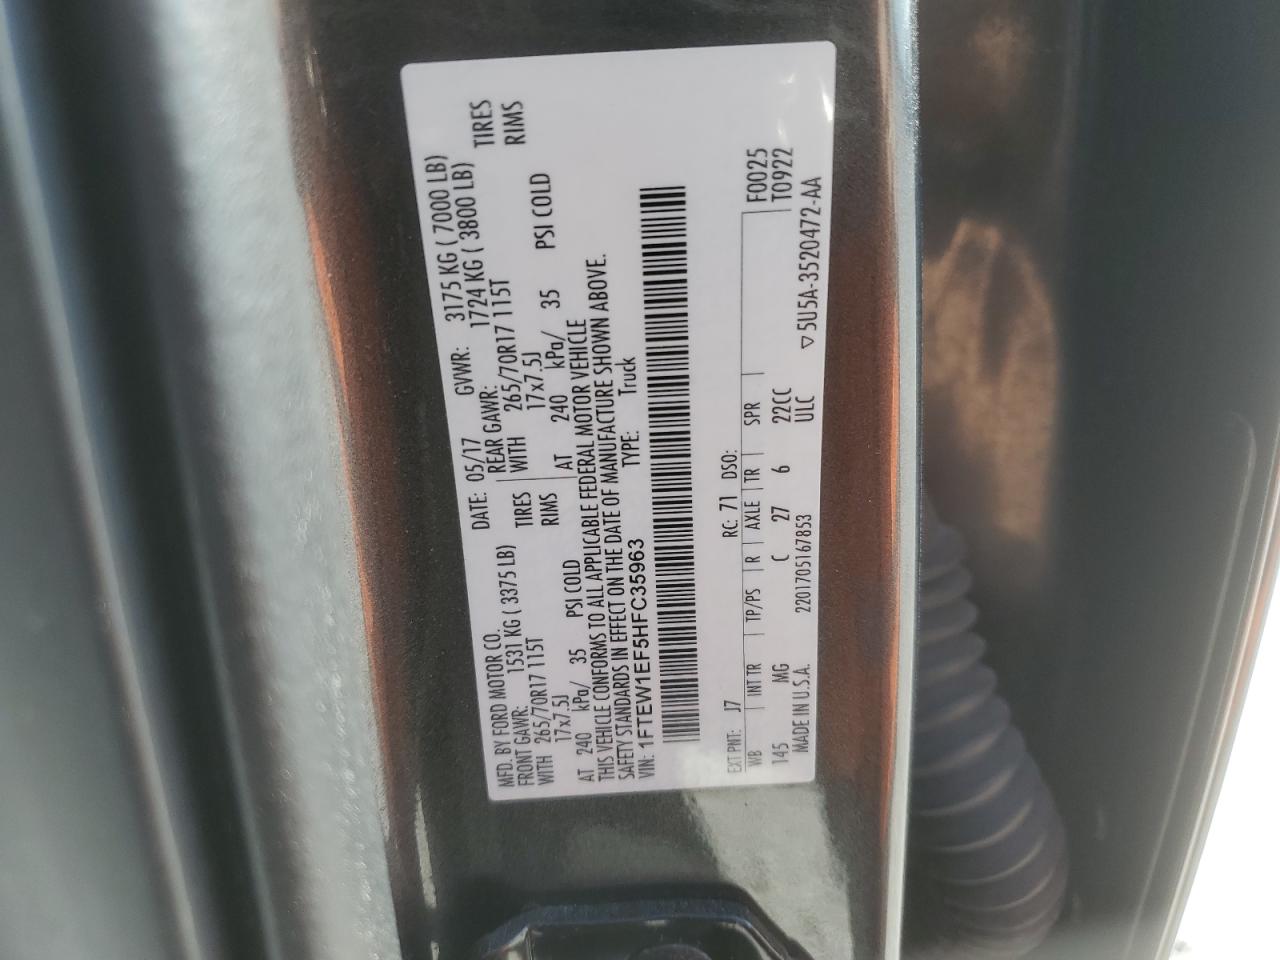 MFD. BY FORD MOTOR CO. DATE: 05/17 GVWR: 3175 KG ( 7000 LB)
FRONT GAWR: 1531 KG ( 3375 LB) REAR GAWR: 1724 KG ( 3800 LB)
WITH 265/70R17 115T TIRES WITH 265/70R17 115T TIRES
17x7.5J RIMS 17x7.5J RIMS
AT 240 kPa/ 35 PSI COLD AT 240 kPa/ 35 PSI COLD
THIS VEHICLE CONFORMS TO ALL APPLICABLE FEDERAL MOTOR VEHICLE
SAFETY STANDARDS IN EFFECT ON THE DATE OF MANUFACTURE SHOWN ABOVE.
VIN: 1FTEW1EF5HFC35963 TYPE: Truck
EXT PNT: J7 RC: 71 DSO: F0025
WB INT TR TP/PS R AXLE TR SPR T0922
145 MG C 27 6 22CC
MADE IN U.S.A. 2201705167853 ULC ▽5U5A-3520472-AA